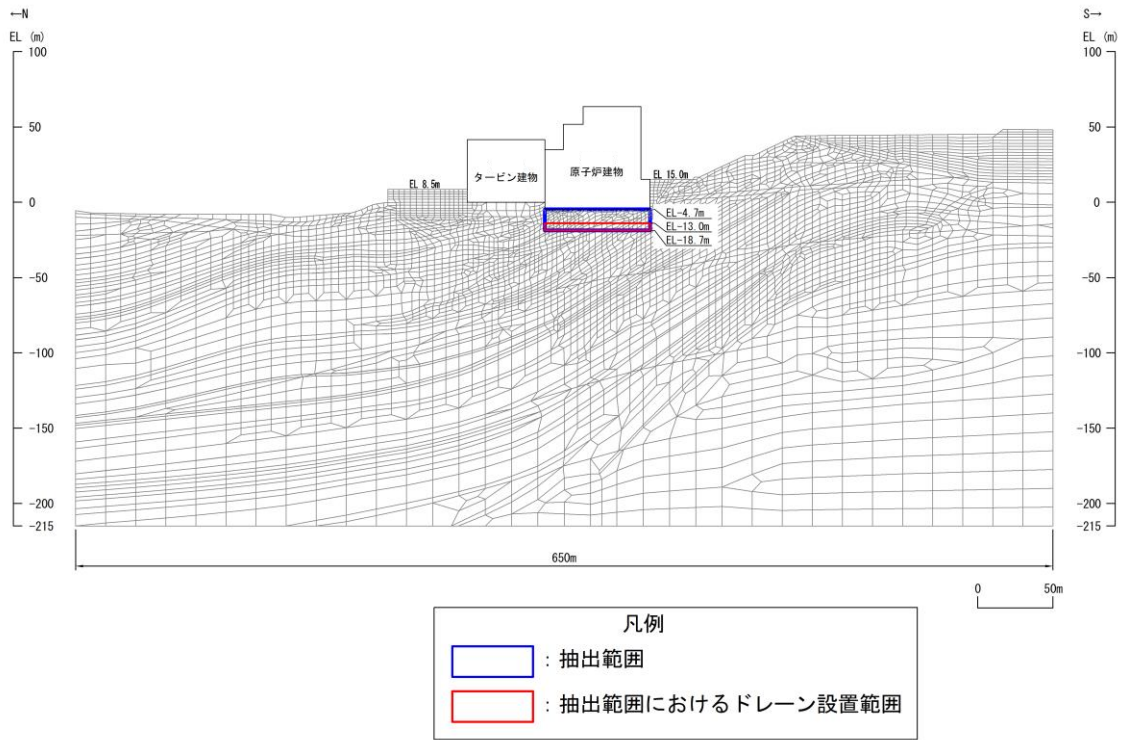 ←N
S→
EL (m)
EL (m)
100
100
50
50
タービン建物
原子炉建物
EL 8.5m
EL 15.0m
0
0
EL-4.7m
EL-13.0m
EL-18.7m
-50
-50
-100
-100
-150
-150
-200
-200
-215
-215
650m
0
50m
凡例
：抽出範囲
：抽出範囲におけるドレーン設置範囲